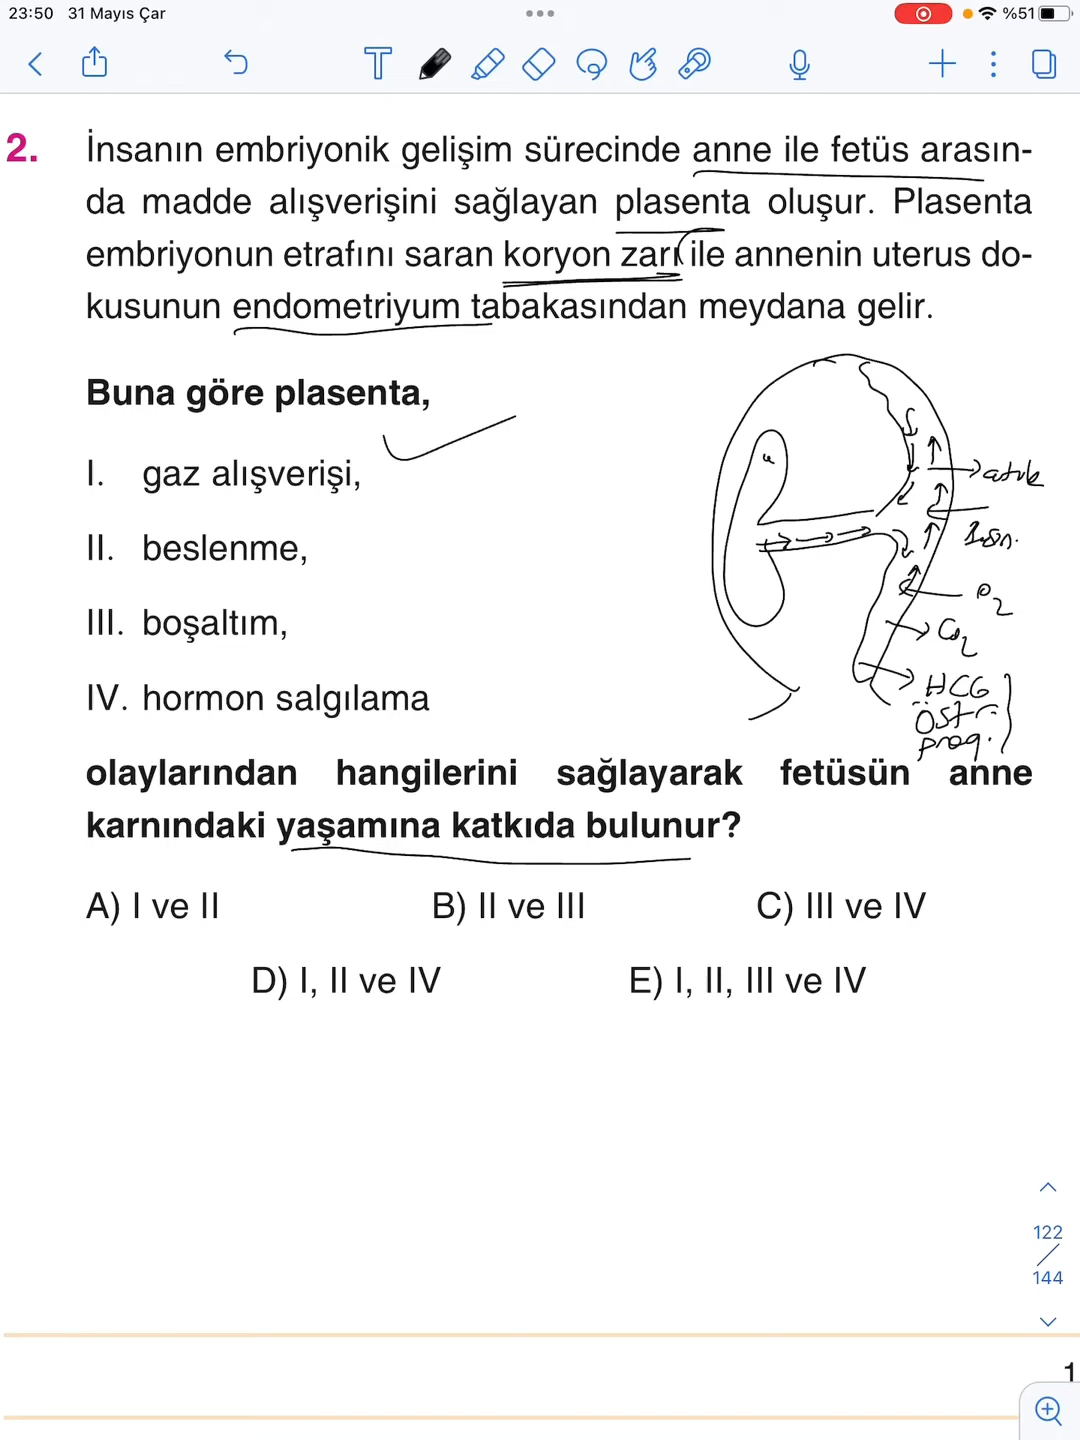 23:50 31 Mayıs Çar
%51
2. İnsanın embriyonik gelişim sürecinde anne ile fetüs arasın-
da madde alışverişini sağlayan plasenta oluşur. Plasenta
embriyonun etrafını saran koryon zarı ile annenin uterus do-
kusunun endometriyum tabakasından meydana gelir.
Buna göre plasenta,
I. gaz alışverişi,
II. beslenme,
III. boşaltım,
IV. hormon salgılama
atık
O2
CO2
HCG
Östr.
prog.
olaylarından hangilerini sağlayarak fetüsün anne
karnındaki yaşamına katkıda bulunur?
A) I ve II B) II ve III C) III ve IV
D) I, II ve IV E) I, II, III ve IV
122
144
1